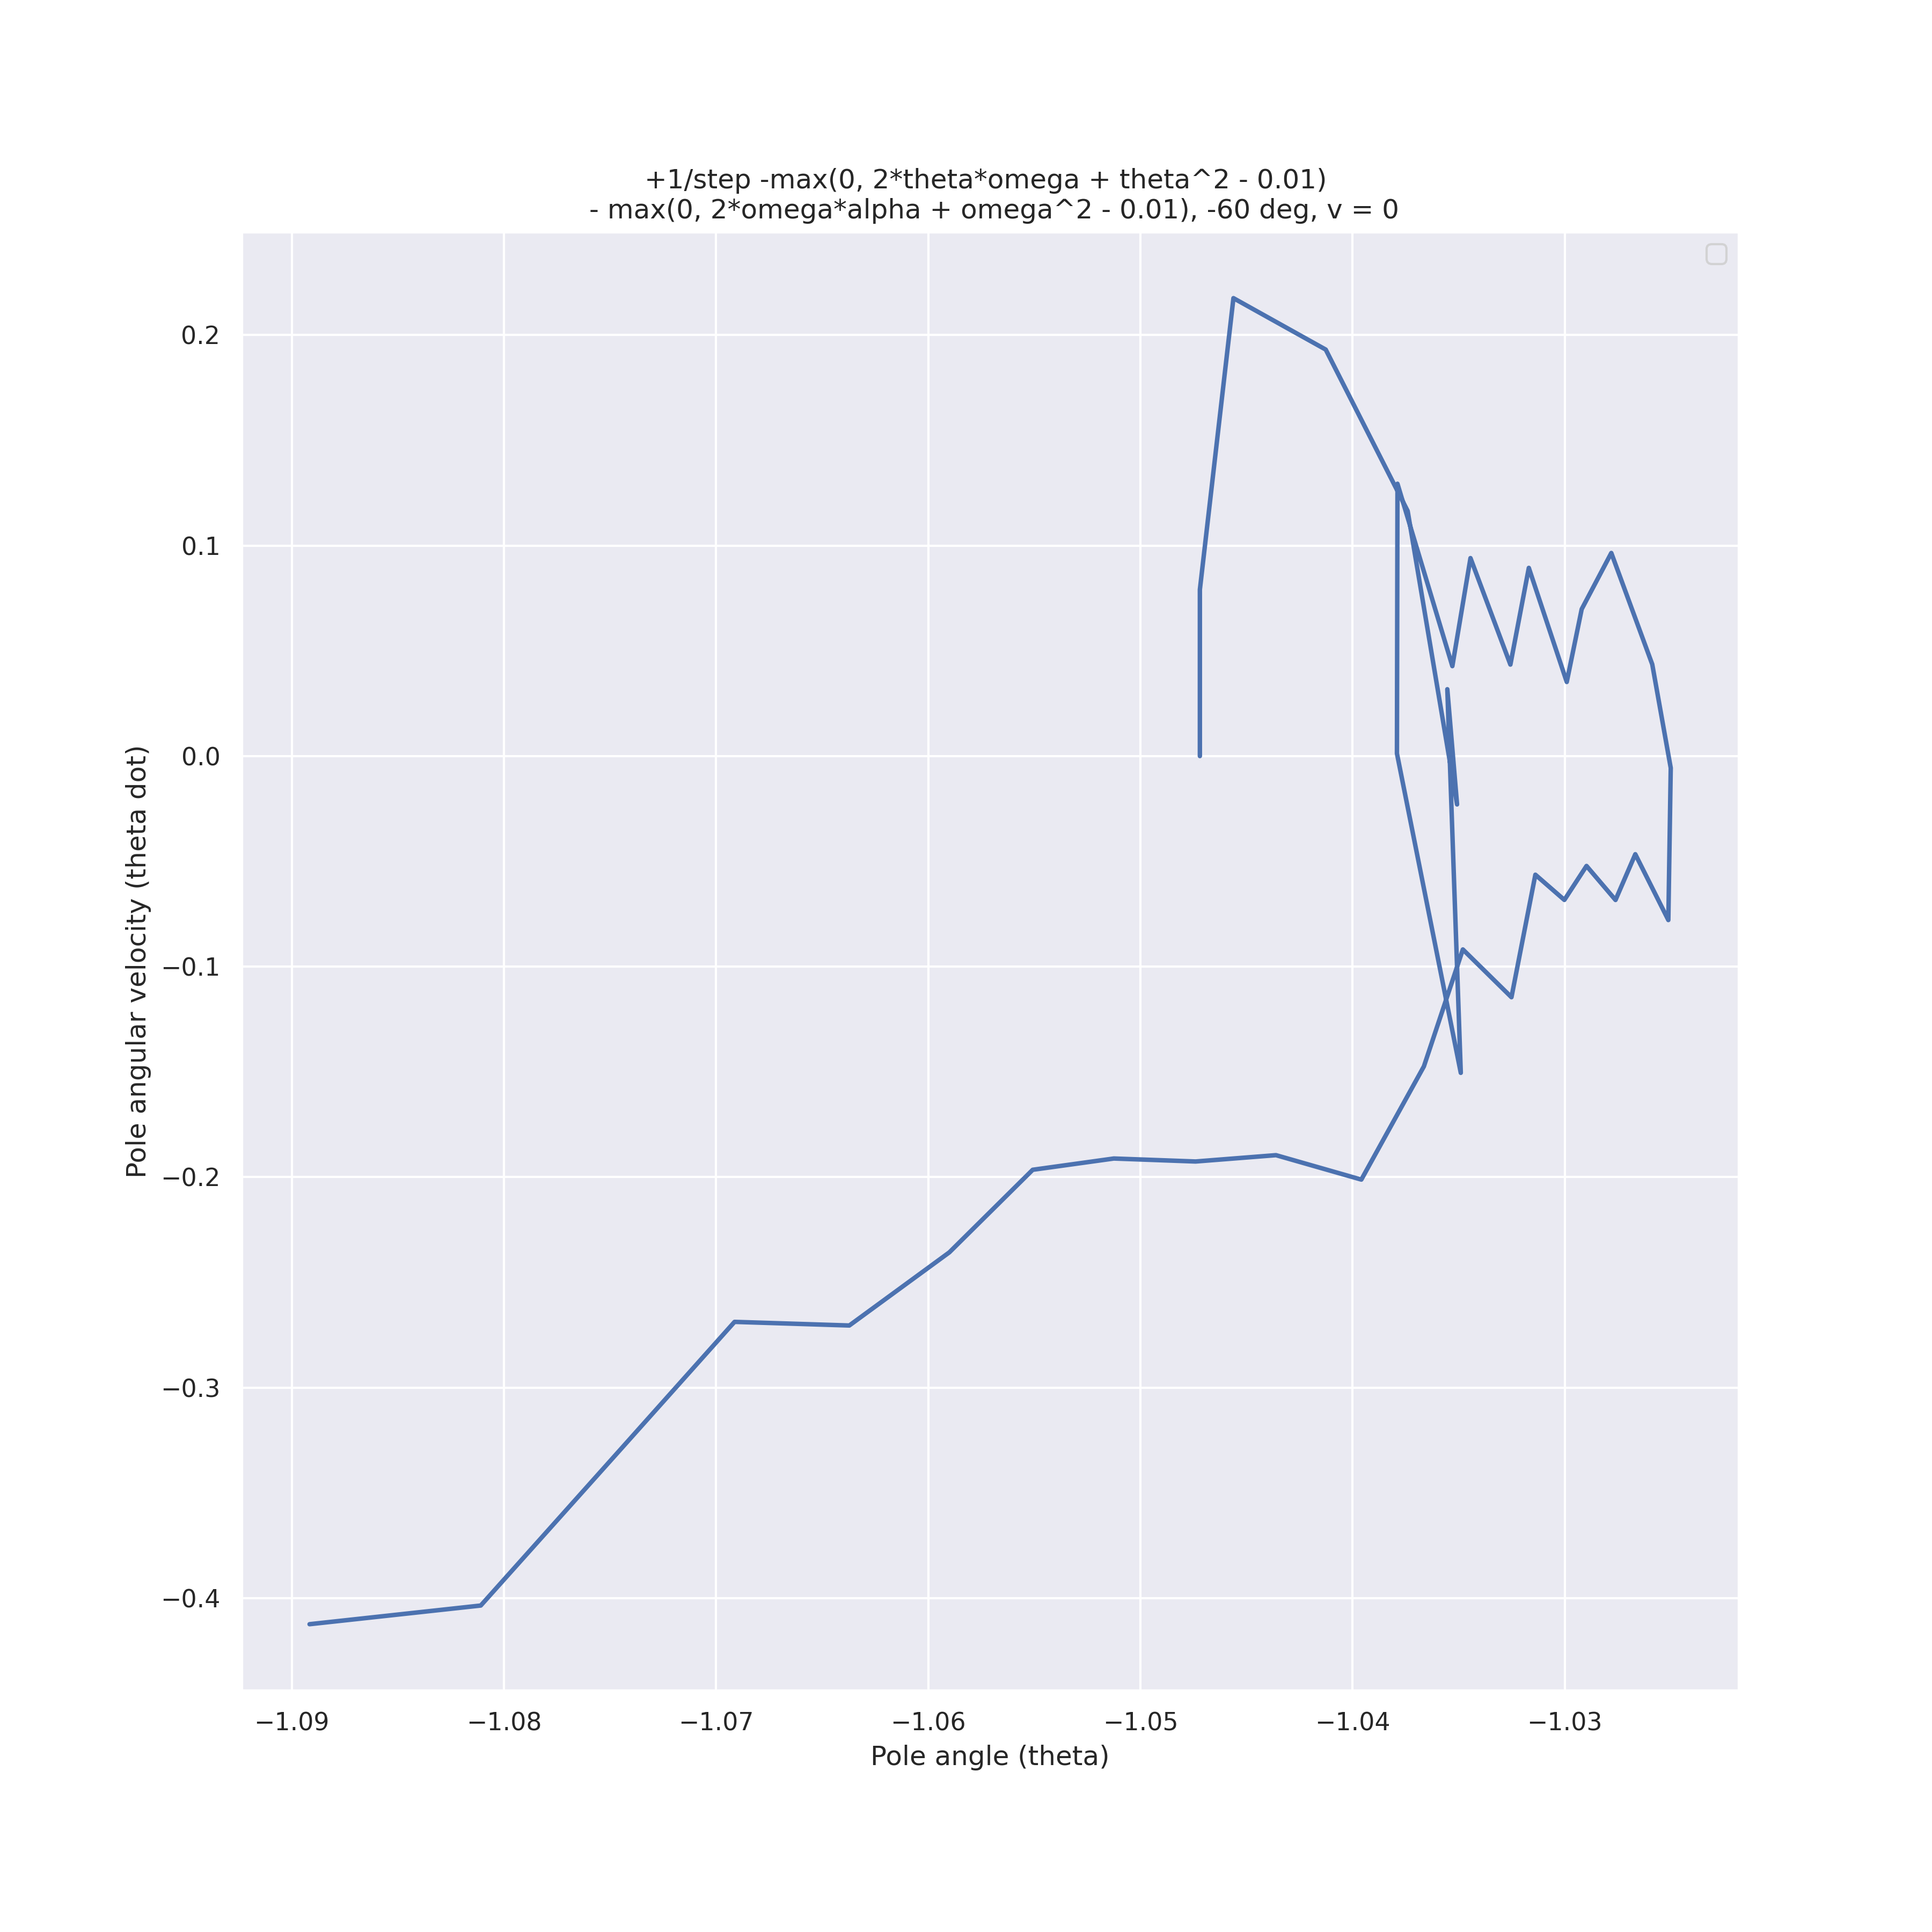 +1/step -max(0, 2*theta*omega + theta^2 - 0.01)
- max(0, 2*omega*alpha + omega^2 - 0.01), -60 deg, v = 0
0.2
0.1
0.0
−0.1
−0.2
−0.3
−0.4
Pole angular velocity (theta dot)
−1.09 −1.08 −1.07 −1.06 −1.05 −1.04 −1.03
Pole angle (theta)